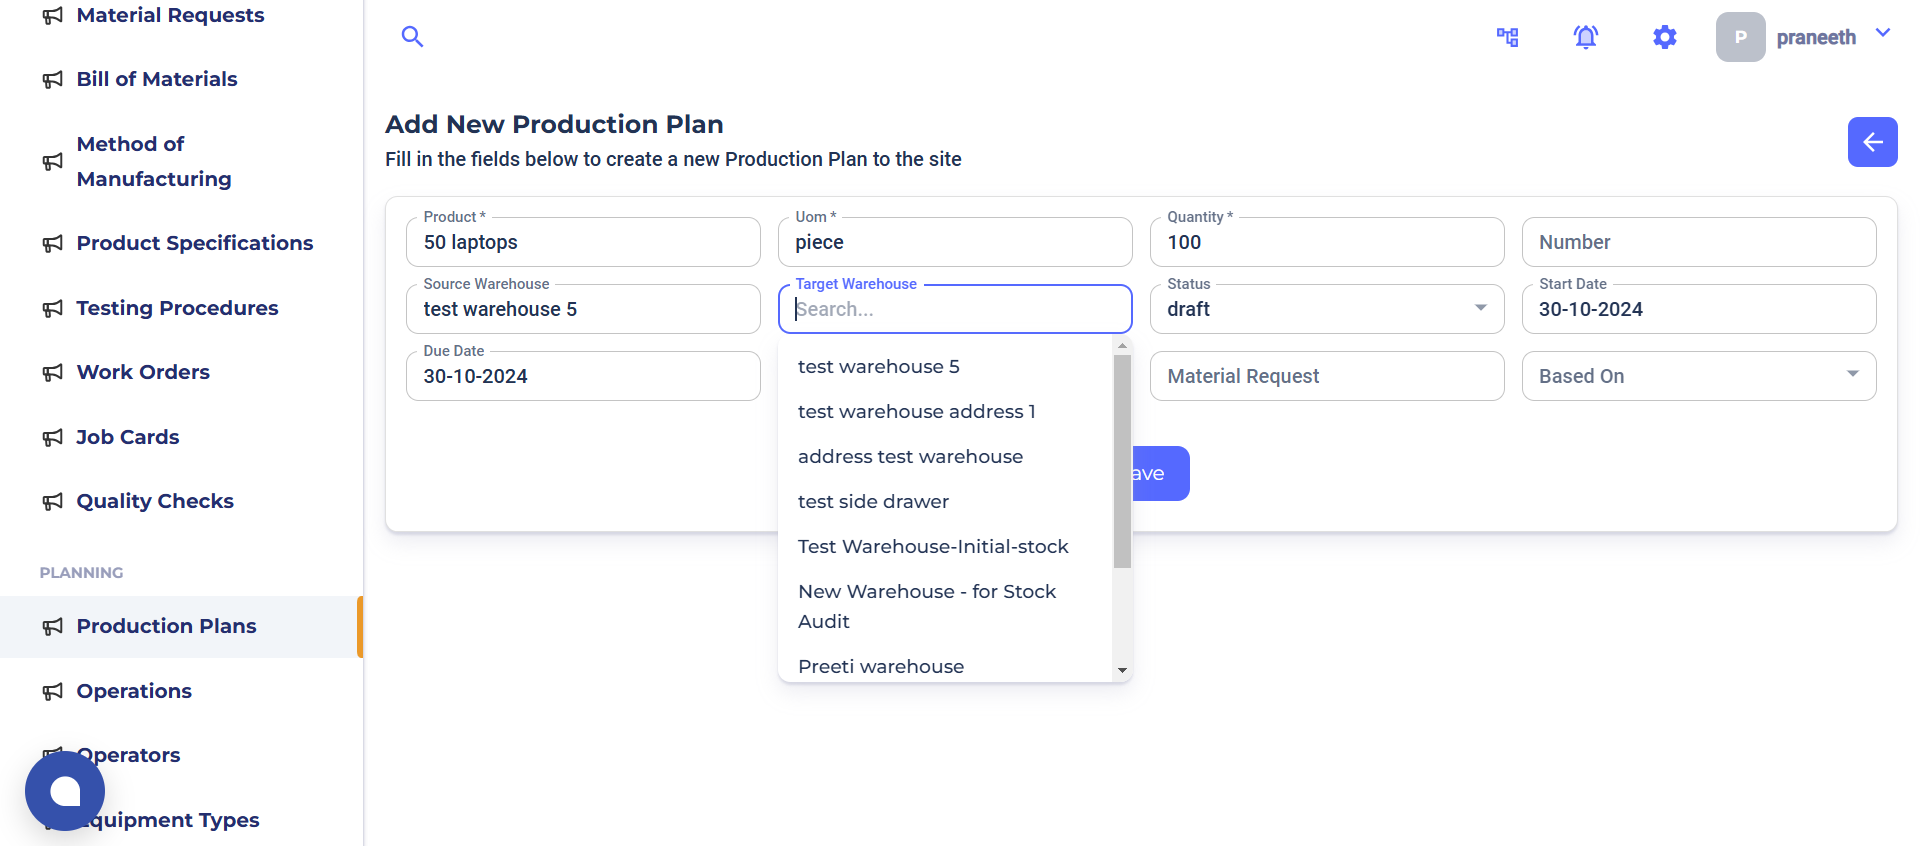 Material Requests
Bill of Materials
Method of
Manufacturing
Product Specifications
Testing Procedures
Work Orders
Job Cards
Quality Checks
PLANNING
Production Plans
Operations
Operators
quipment Types
P
praneeth
Add New Production Plan
Fill in the fields below to create a new Production Plan to the site
Product *
50 laptops
Uom *
piece
Quantity *
100
Number
Source Warehouse
test warehouse 5
Target Warehouse
Search...
Status
draft
Start Date
30-10-2024
Due Date
30-10-2024
Material Request
Based On
test warehouse 5
test warehouse address 1
address test warehouse
test side drawer
Test Warehouse-Initial-stock
New Warehouse - for Stock
Audit
Preeti warehouse
ave